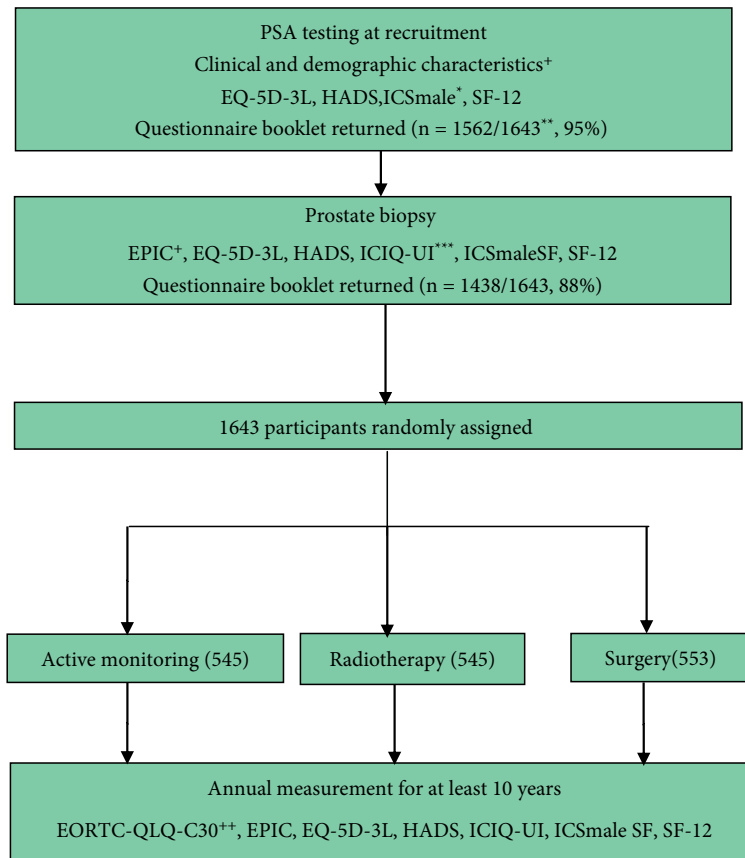 PSA testing at recruitment
Clinical and demographic characteristics+
EQ-5D-3L, HADS,ICSmale*, SF-12
Questionnaire booklet returned (n = 1562/1643**, 95%)
Prostate biopsy
EPIC+, EQ-5D-3L, HADS, ICIQ-UI***, ICSmaleSF, SF-12
Questionnaire booklet returned (n = 1438/1643, 88%)
1643 participants randomly assigned
Active monitoring (545)
Radiotherapy (545)
Surgery(553)
Annual measurement for at least 10 years
EORTC-QLQ-C30++, EPIC, EQ-5D-3L, HADS, ICIQ-UI, ICSmale SF, SF-12